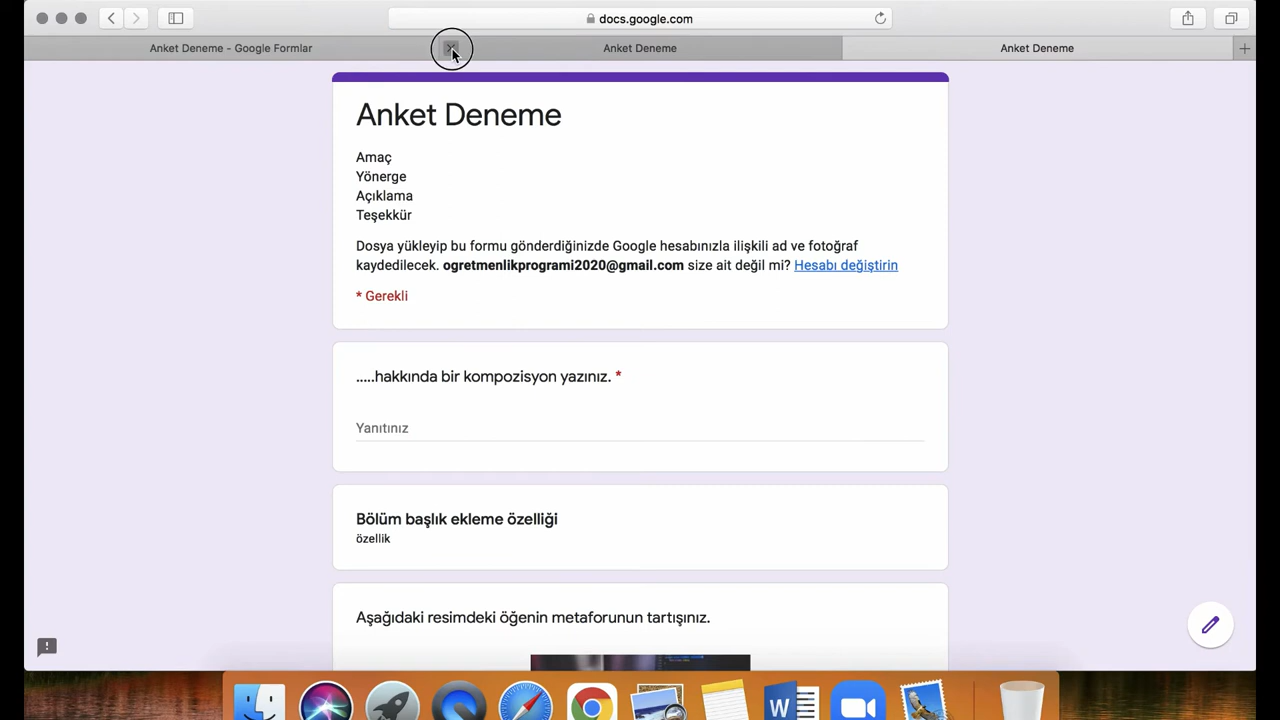 docs.google.com
Anket Deneme - Google Formlar
Anket Deneme
Anket Deneme
Anket Deneme
Amaç
Yönerge
Açıklama
Teşekkür
Dosya yükleyip bu formu gönderdiğinizde Google hesabınızla ilişkili ad ve fotoğraf
kaydedilecek. ogretmenlikprogrami2020@gmail.com size ait değil mi? Hesabı değiştirin
* Gerekli
.....hakkında bir kompozisyon yazınız. *
Yanıtınız
Bölüm başlık ekleme özelliği
özellik
Aşağıdaki resimdeki öğenin metaforunun tartışınız.
W